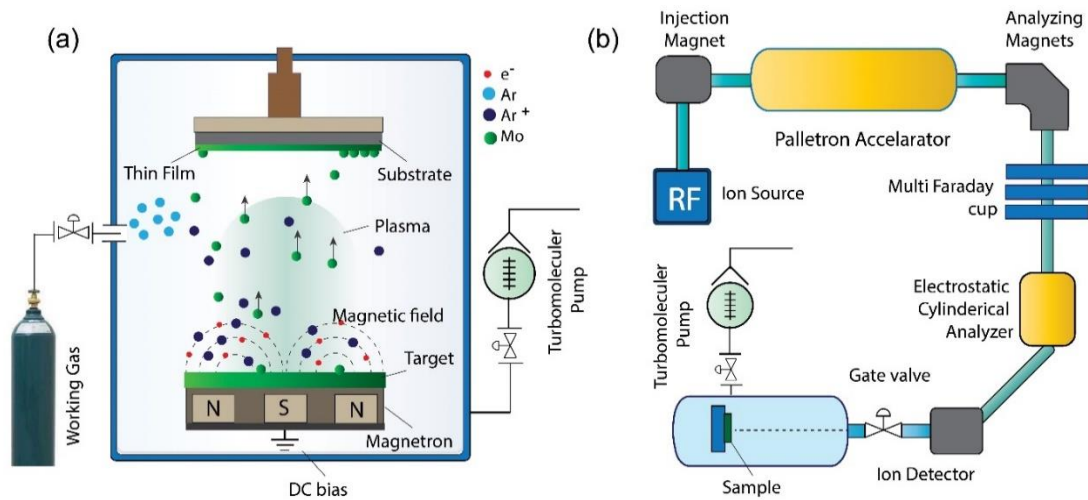 (a)
e-
Ar
Ar +
Mo
Thin Film
Substrate
Plasma
Magnetic field
Target
N S N
Magnetron
DC bias
Working Gas
Turbomoleculer
Pump
(b)
Injection
Magnet
Analyzing
Magnets
Palletron Accelarator
RF
Ion Source
Multi Faraday
cup
Electrostatic
Cylinderical
Analyzer
Turbomoleculer
Pump
Gate valve
Ion Detector
Sample